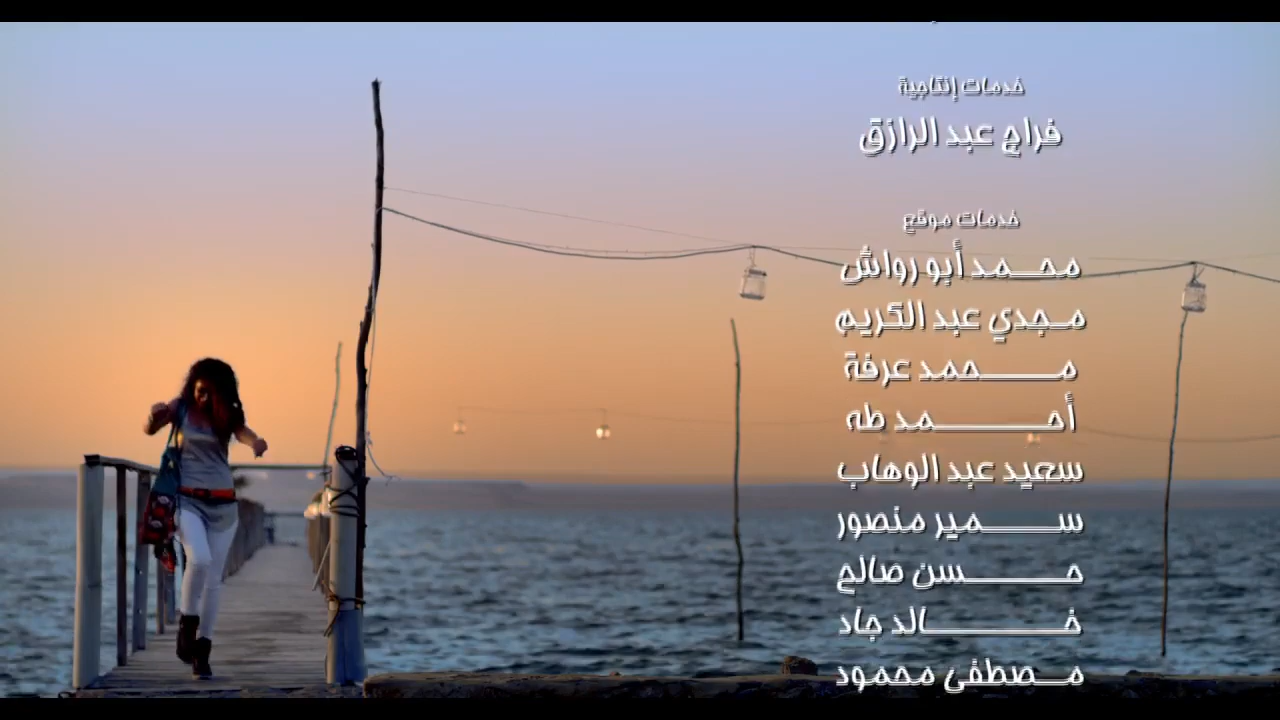 خدمات إنتاجية
فراج عبد الرازق
خدمات موقع
محمد أبو رواش
مجدي عبد الكريم
محمد عرفة
أحمد طه
سعيد عبد الوهاب
سمير منصور
حسن صالح
خالد جاد
مصطفى محمود